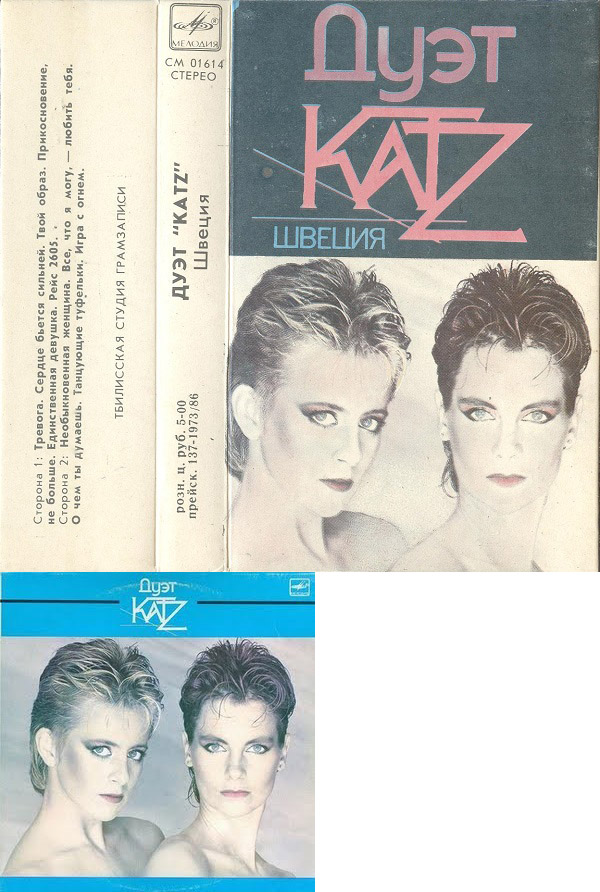 Сторона 1: Тревога. Сердце бьется сильней. Твой образ. Прикосновение,
не больше. Единственная девушка. Рейс 2605.
Сторона 2: Необыкновенная женщина. Все, что я могу, — любить тебя.
О чем ты думаешь. Танцующие туфельки. Игра с огнем.
ТБИЛИССКАЯ СТУДИЯ ГРАМЗАПИСИ
МЕЛОДИЯ
СМ 01614
СТЕРЕО
ДУЭТ "KATZ"
Швеция
розн. ц. руб. 5-00
прейск. 137-1973/86
Дуэт
KATZ
ШВЕЦИЯ
Дуэт
KATZ